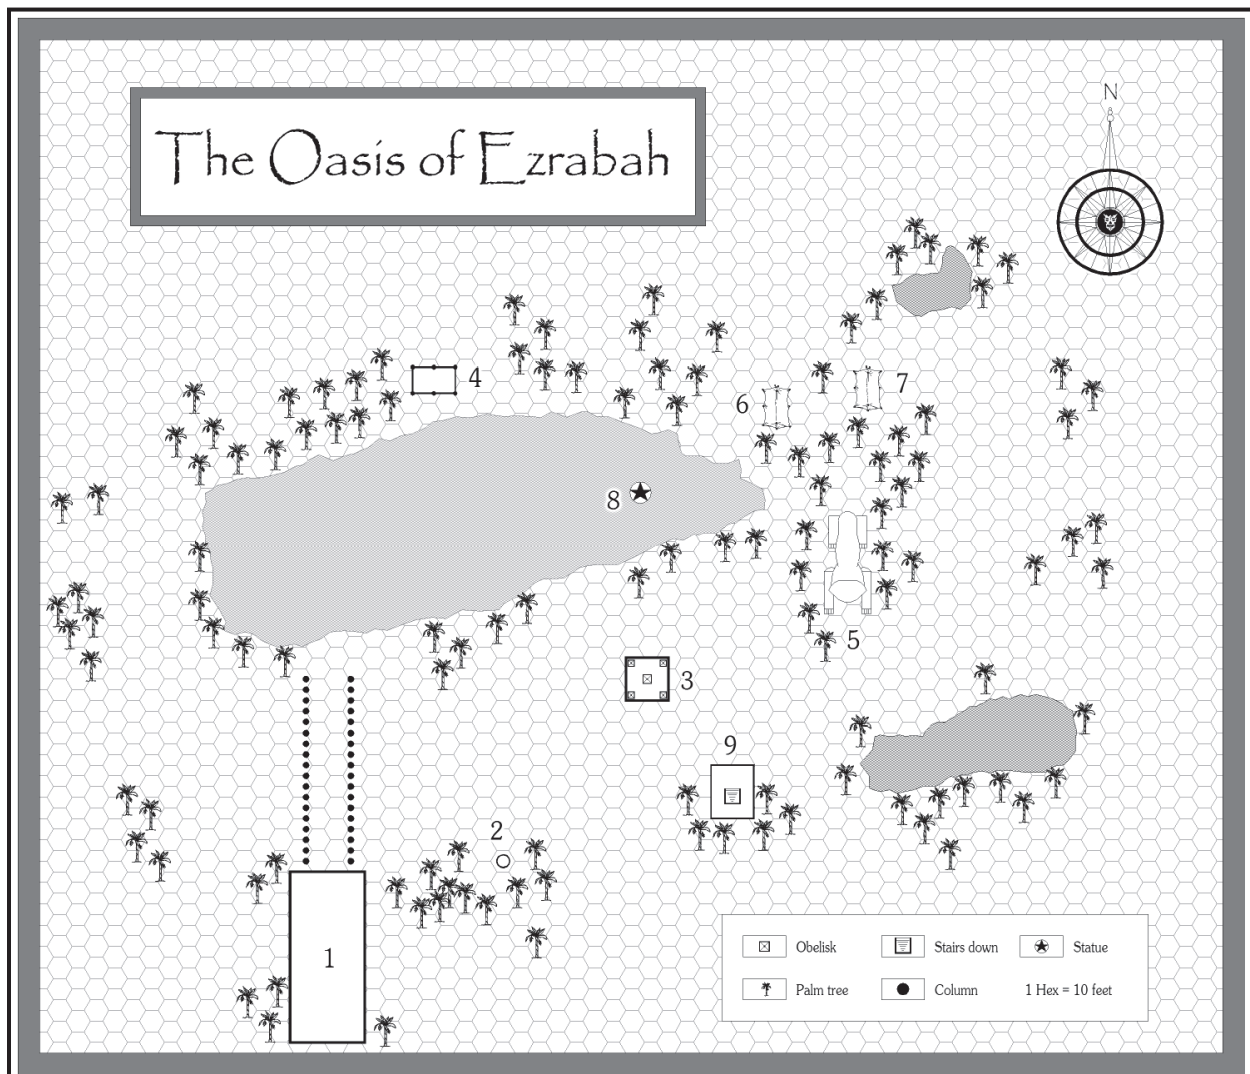 The Oasis of Ezrabah
N
7
4
6
8
5
3
9
2
1
Obelisk
Stairs down
Statue
Palm tree
Column
1 Hex = 10 feet